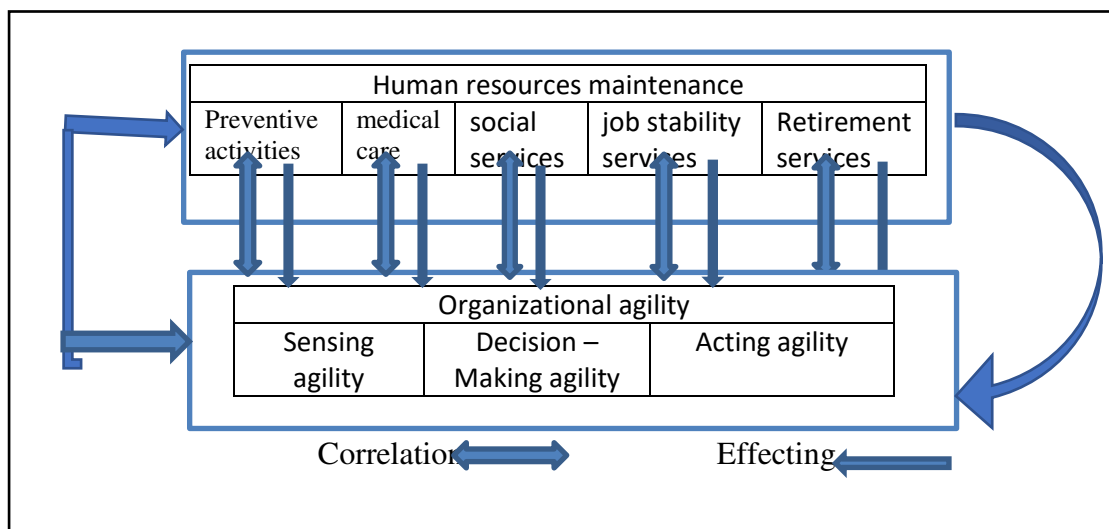 Human resources maintenance
Preventive activities
medical care
social services
job stability services
Retirement services
Organizational agility
Sensing agility
Decision – Making agility
Acting agility
Correlation
Effecting